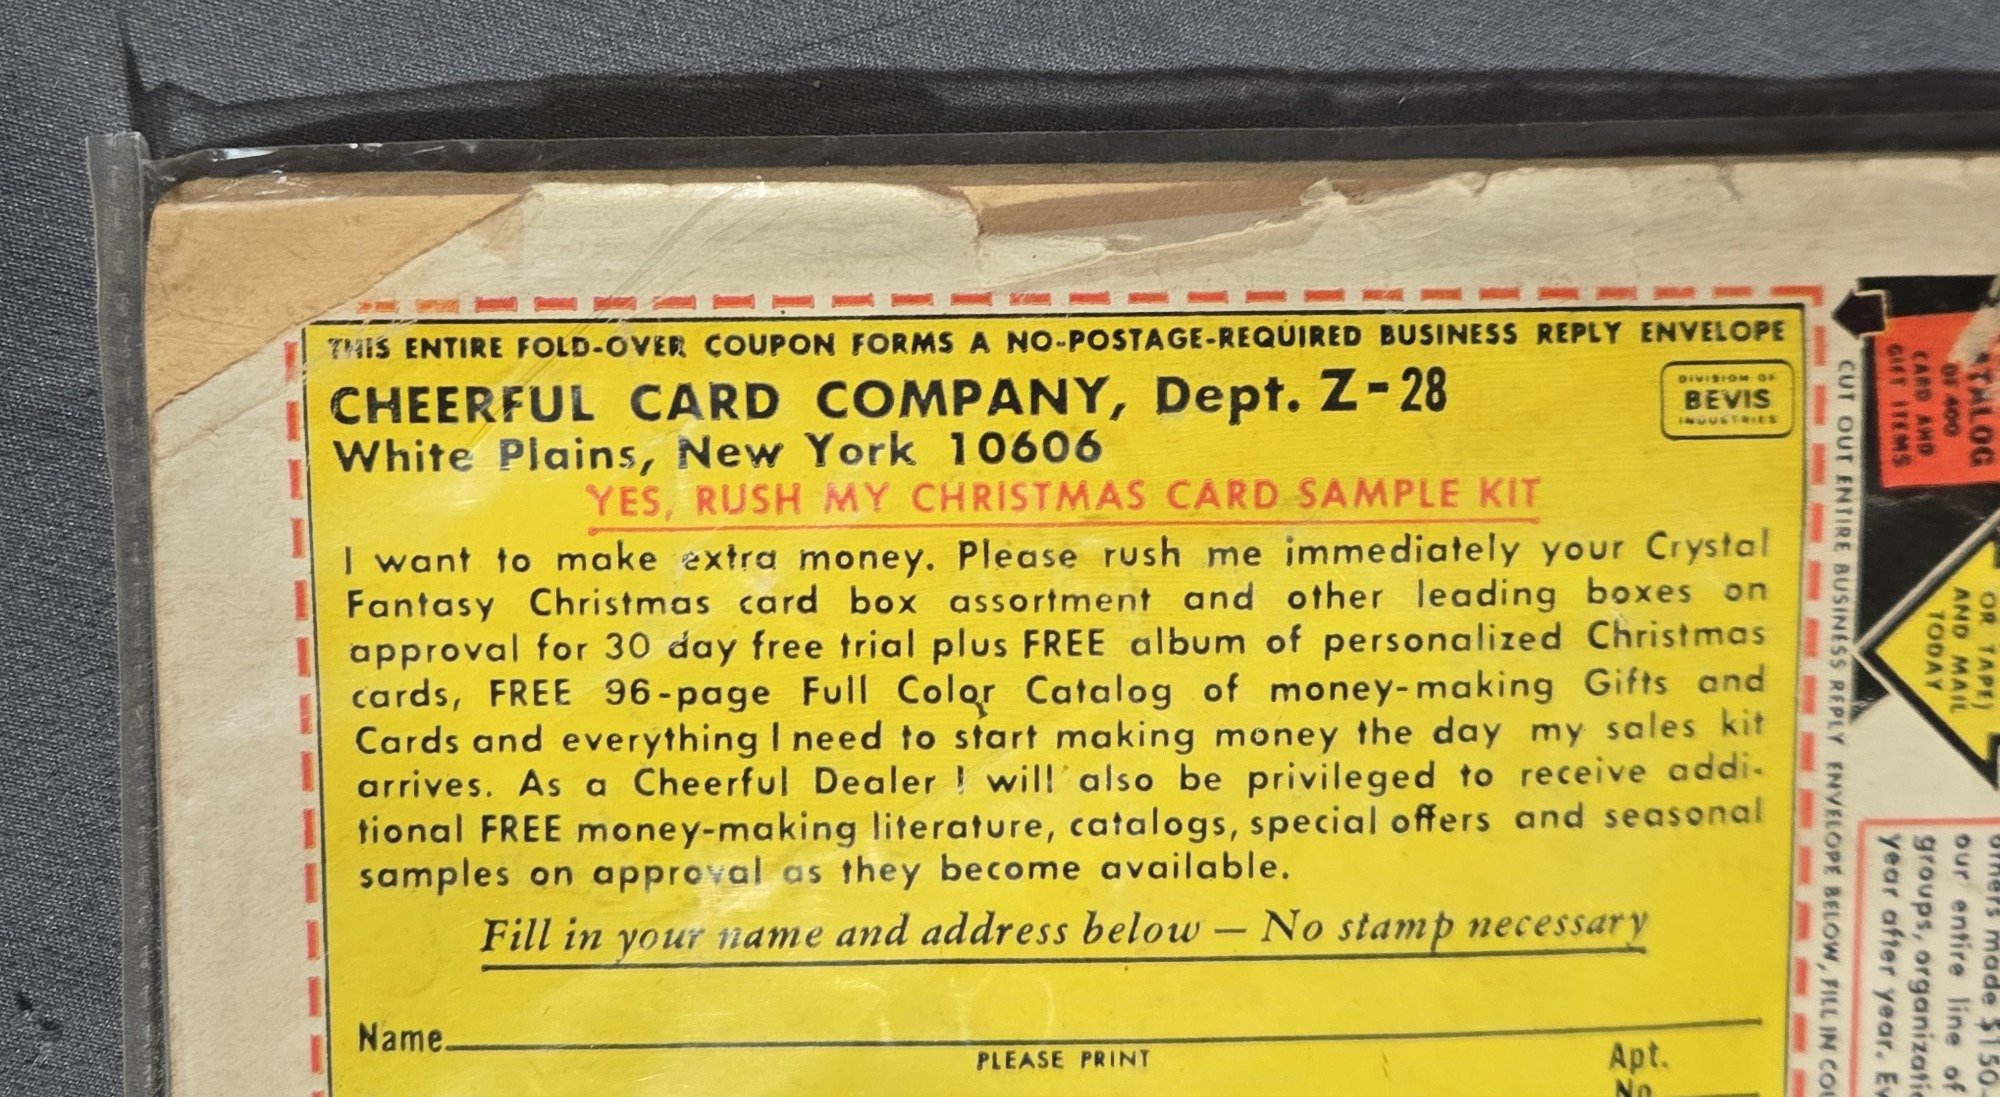 THIS ENTIRE FOLD-OVER COUPON FORMS A NO-POSTAGE-REQUIRED BUSINESS REPLY ENVELOPE
CHEERFUL CARD COMPANY, Dept. Z-28
White Plains, New York 10606
DIVISION OF
BEVIS
INDUSTRIES
YES, RUSH MY CHRISTMAS CARD SAMPLE KIT
I want to make extra money. Please rush me immediately your Crystal
Fantasy Christmas card box assortment and other leading boxes on
approval for 30 day free trial plus FREE album of personalized Christmas
cards, FREE 96-page Full Color Catalog of money-making Gifts and
Cards and everything I need to start making money the day my sales kit
arrives. As a Cheerful Dealer I will also be privileged to receive addi-
tional FREE money-making literature, catalogs, special offers and seasonal
samples on approval as they become available.
Fill in your name and address below — No stamp necessary
Name
PLEASE PRINT
Apt.
No.
CUT OUT ENTIRE BUSINESS REPLY ENVELOPE BELOW, FILL IN
OF 400
CARD AND
GIFT ITEMS
OR TAPE)
AND MAIL
TODAY
made $150.
our entire line of
groups,
year after year.